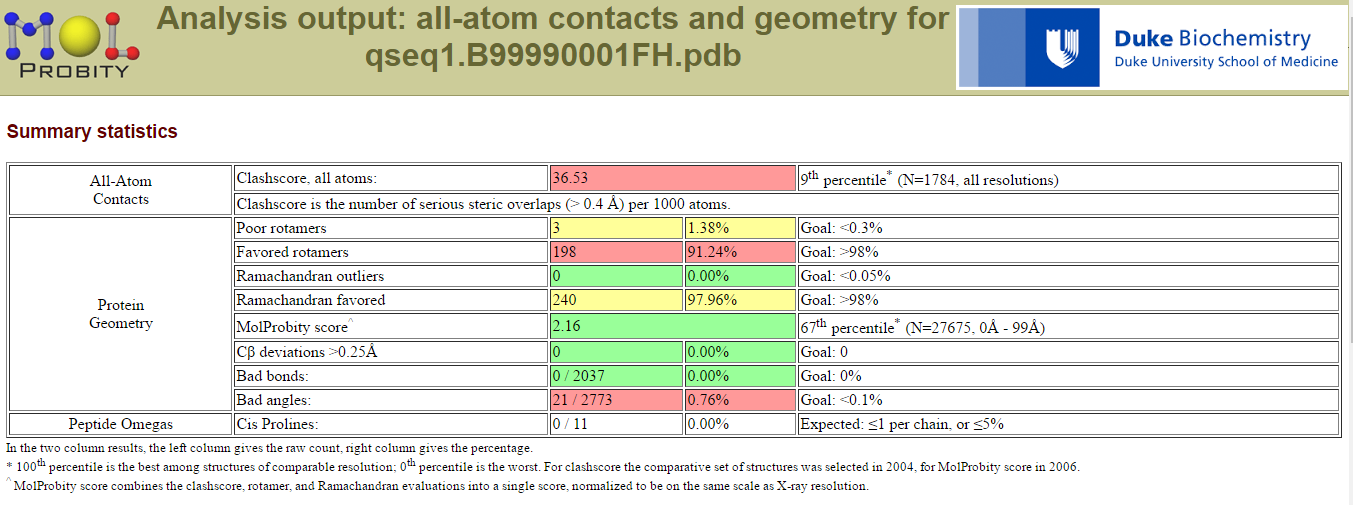 MOL
PROBITY
Analysis output: all-atom contacts and geometry for
qseq1.B99990001FH.pdb
Duke Biochemistry
Duke University School of Medicine
Summary statistics
All-Atom
Contacts
Clashscore, all atoms: 36.53 9th percentile* (N=1784, all resolutions)
Clashscore is the number of serious steric overlaps (> 0.4 Å) per 1000 atoms.
Protein
Geometry
Poor rotamers 3 1.38% Goal: <0.3%
Favored rotamers 198 91.24% Goal: >98%
Ramachandran outliers 0 0.00% Goal: <0.05%
Ramachandran favored 240 97.96% Goal: >98%
MolProbity score^ 2.16 67th percentile* (N=27675, 0Å - 99Å)
Cβ deviations >0.25Å 0 0.00% Goal: 0
Bad bonds: 0 / 2037 0.00% Goal: 0%
Bad angles: 21 / 2773 0.76% Goal: <0.1%
Peptide Omegas Cis Prolines: 0 / 11 0.00% Expected: ≤1 per chain, or ≤5%
In the two column results, the left column gives the raw count, right column gives the percentage.
* 100th percentile is the best among structures of comparable resolution; 0th percentile is the worst. For clashscore the comparative set of structures was selected in 2004, for MolProbity score in 2006.
^ MolProbity score combines the clashscore, rotamer, and Ramachandran evaluations into a single score, normalized to be on the same scale as X-ray resolution.